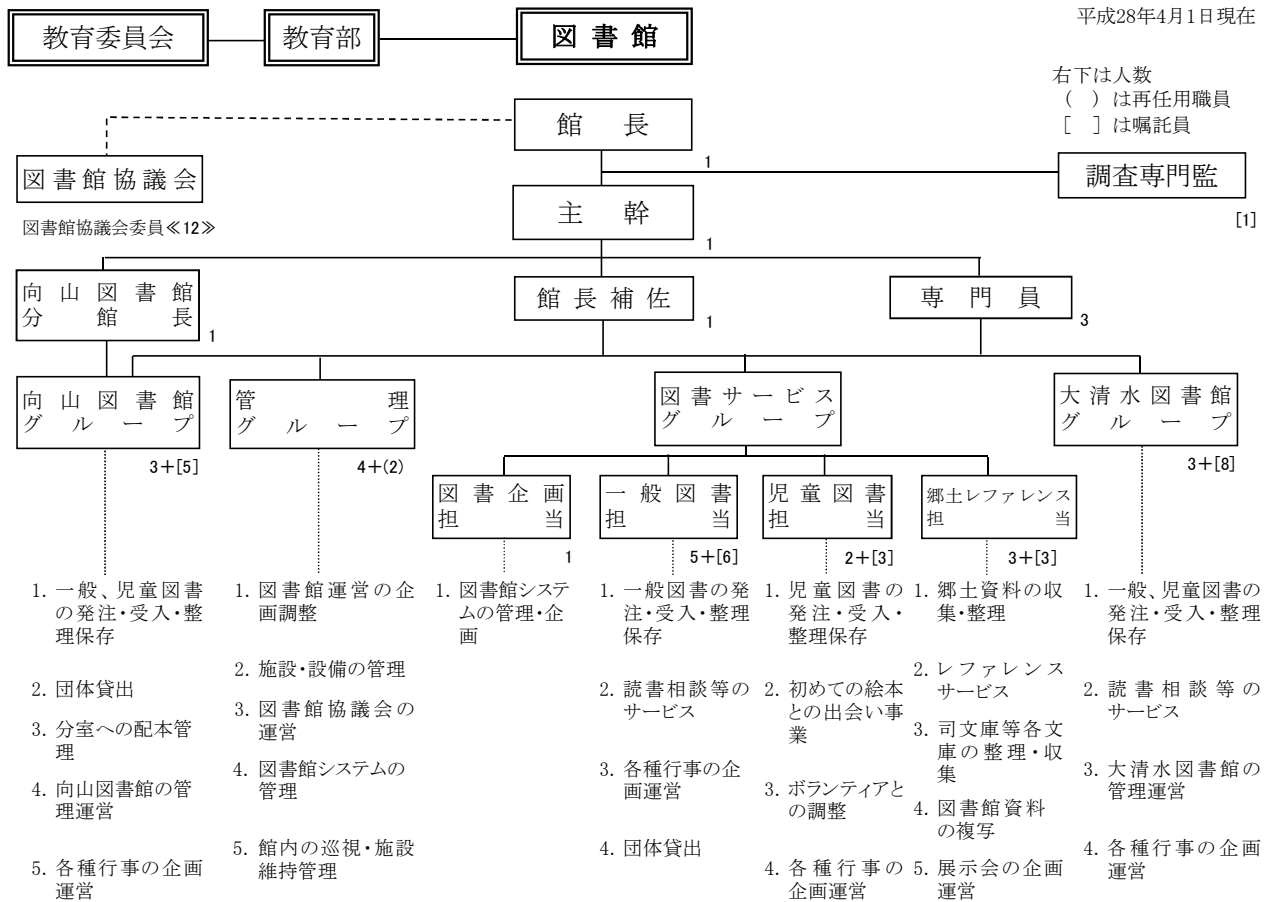 平成28年4月1日現在
教育委員会
教育部
図書館
右下は人数
( )は再任用職員
[ ]は嘱託員
館長
1
図書館協議会
図書館協議会委員≪12≫
調査専門監
[1]
主幹
1
向山図書館
分館長
1
館長補佐
1
専門員
3
向山図書館
グループ
3+[5]
管理
グループ
4+(2)
図書サービス
グループ
大清水図書館
グループ
3+[8]
図書企画
担当
1
一般図書
担当
5+[6]
児童図書
担当
2+[3]
郷土レファレンス
担当
3+[3]
1. 一般、児童図書
の発注・受入・整
理保存
2. 団体貸出
3. 分室への配本管
理
4. 向山図書館の管
理運営
5. 各種行事の企画
運営
1. 図書館運営の企
画調整
2. 施設・設備の管理
3. 図書館協議会の
運営
4. 図書館システムの
管理
5. 館内の巡視・施設
維持管理
1. 図書館システ
ムの管理・企
画
1. 一般図書の発
注・受入・整理
保存
2. 読書相談等の
サービス
3. 各種行事の企
画運営
4. 団体貸出
1. 児童図書の
発注・受入・
整理保存
2. 初めての絵本
との出会い事
業
3. ボランティアと
の調整
4. 各種行事の
企画運営
1. 郷土資料の収
集・整理
2. レファレンス
サービス
3. 司文庫等各文
庫の整理・収
集
4. 図書館資料
の複写
5. 展示会の企画
運営
1. 一般、児童図書の
発注・受入・整理
保存
2. 読書相談等の
サービス
3. 大清水図書館の
管理運営
4. 各種行事の企画
運営